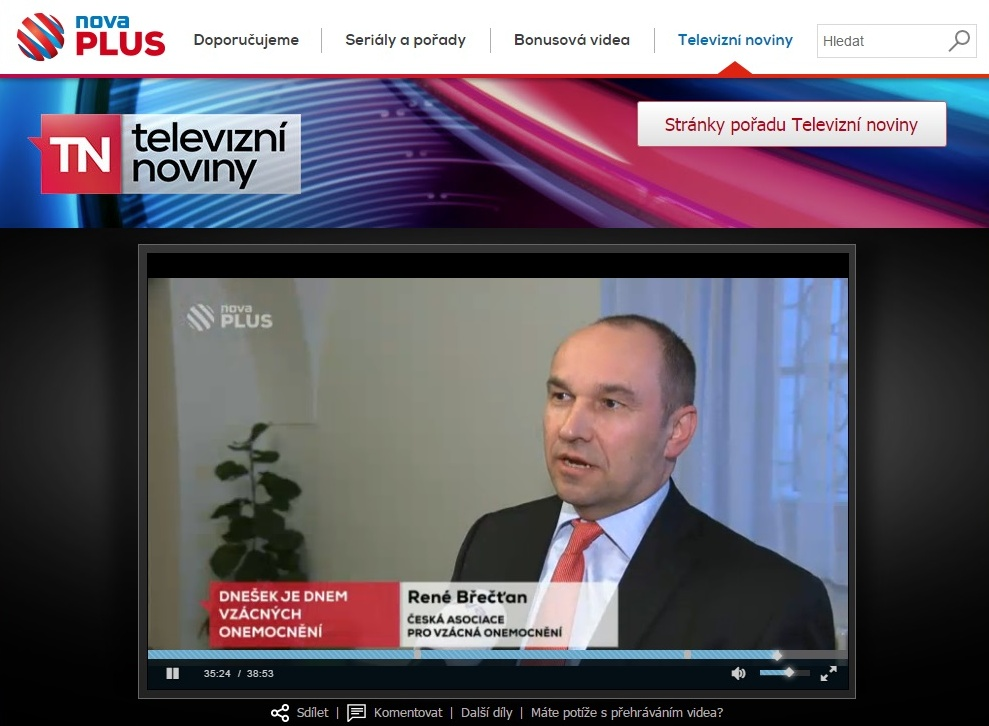 nova
PLUS
Doporučujeme
Seriály a pořady
Bonusová videa
Televizní noviny
Hledat
TN televizní
noviny
Stránky pořadu Televizní noviny
nova
PLUS
DNEŠEK JE DNEM
VZÁCNÝCH
ONEMOCNĚNÍ
René Břečťan
ČESKÁ ASOCIACE
PRO VZÁCNÁ ONEMOCNĚNÍ
35:24 / 38:53
Sdílet | Komentovat | Další díly | Máte potíže s přehráváním videa?